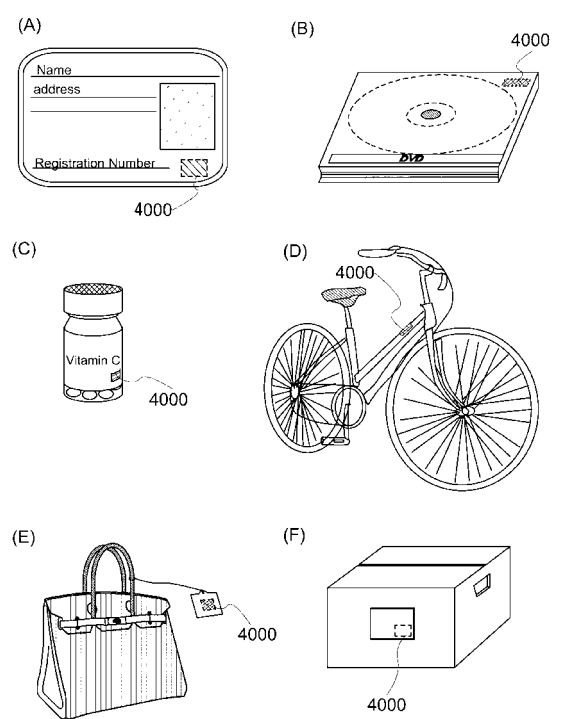 (A)
Name
address
Registration Number
4000
(B)
4000
DVD
(C)
Vitamin C
4000
(D)
4000
(E)
4000
(F)
4000